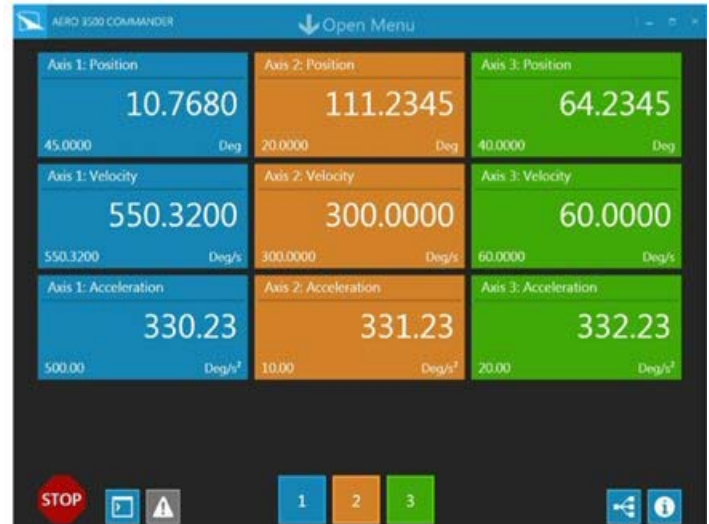 AERO 3500 COMMANDER
Open Menu
Axis 1: Position
10.7680
45.0000 Deg
Axis 2: Position
111.2345
20.0000 Deg
Axis 3: Position
64.2345
40.0000 Deg
Axis 1: Velocity
550.3200
550.3200 Deg/s
Axis 2: Velocity
300.0000
300.0000 Deg/s
Axis 3: Velocity
60.0000
60.0000 Deg/s
Axis 1: Acceleration
330.23
500.00 Deg/s²
Axis 2: Acceleration
331.23
10.00 Deg/s²
Axis 3: Acceleration
332.23
20.00 Deg/s²
STOP
1
2
3